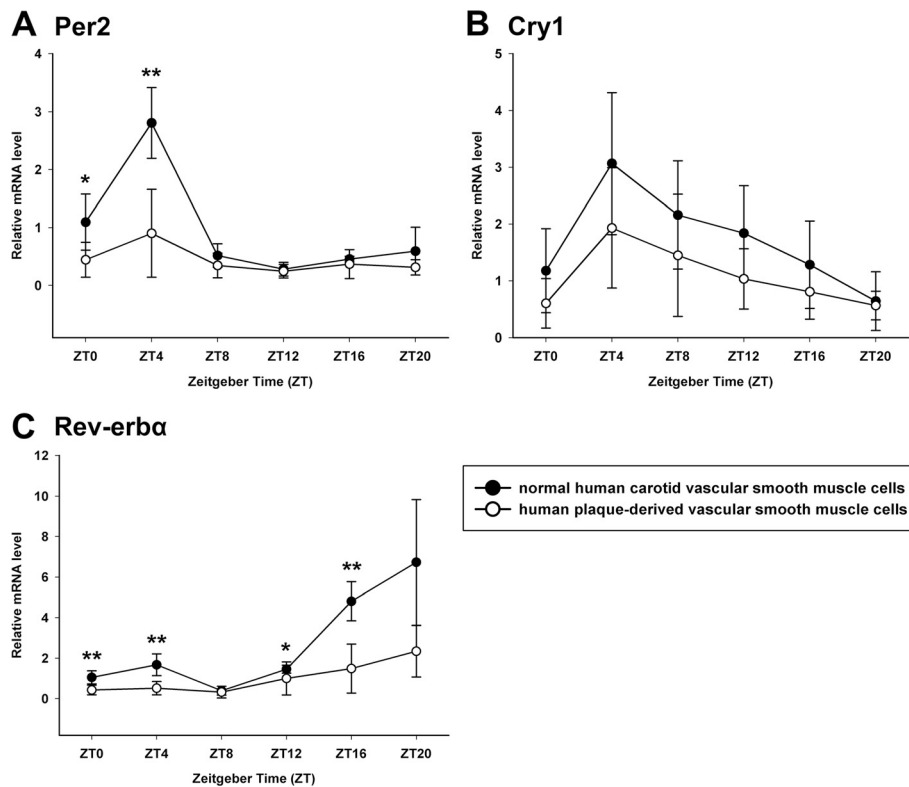 A Per2
4
3
2
1
0
Relative mRNA level
*
**
ZT0 ZT4 ZT8 ZT12 ZT16 ZT20
Zeitgeber Time (ZT)
B Cry1
5
4
3
2
1
0
Relative mRNA level
ZT0 ZT4 ZT8 ZT12 ZT16 ZT20
Zeitgeber Time (ZT)
C Rev-erbα
12
10
8
6
4
2
0
Relative mRNA level
**
**
*
**
ZT0 ZT4 ZT8 ZT12 ZT16 ZT20
Zeitgeber Time (ZT)
normal human carotid vascular smooth muscle cells
human plaque-derived vascular smooth muscle cells